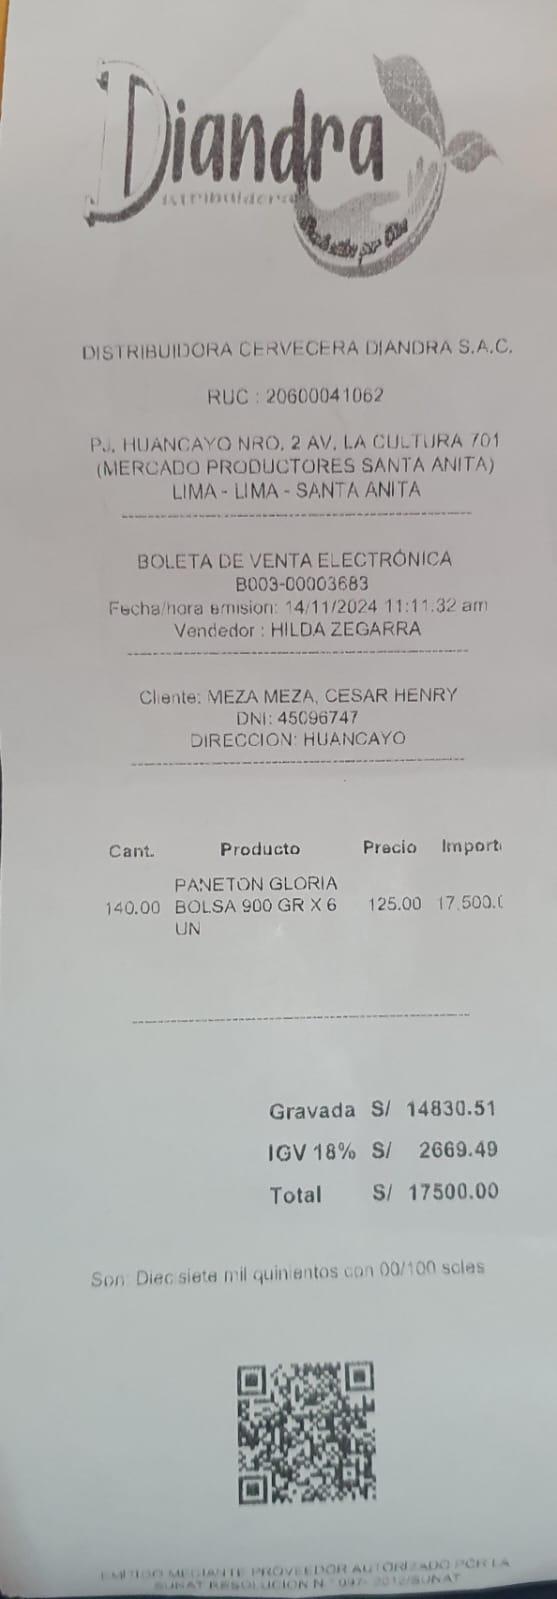 Diandra
Distribuidora
DISTRIBUIDORA CERVECERA DIANDRA S.A.C.
RUC : 20600041062
PJ. HUANCAYO NRO. 2 AV. LA CULTURA 701
(MERCADO PRODUCTORES SANTA ANITA)
LIMA - LIMA - SANTA ANITA
BOLETA DE VENTA ELECTRÓNICA
B003-00003683
Fecha/hora emision: 14/11/2024 11:11:32 am
Vendedor : HILDA ZEGARRA
Cliente: MEZA MEZA, CESAR HENRY
DNI: 45096747
DIRECCION: HUANCAYO
Cant. Producto Precio Import
PANETON GLORIA
140.00 BOLSA 900 GR X 6 125.00 17,500.0
UN
Gravada S/ 14830.51
IGV 18% S/ 2669.49
Total S/ 17500.00
Son: Diecisiete mil quinientos con 00/100 soles
EMITIDO MEDIANTE PROVEEDOR AUTORIZADO POR LA
SUNAT RESOLUCION N.° 097- 2012/SUNAT